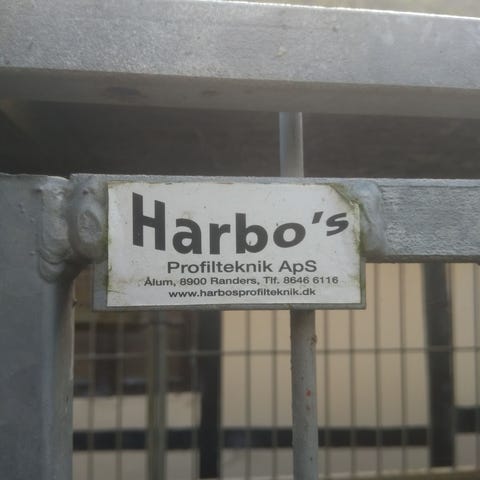 Harbo's
Profilteknik ApS
Ålum, 8900 Randers, Tlf. 8646 6116
www.harbosprofilteknik.dk